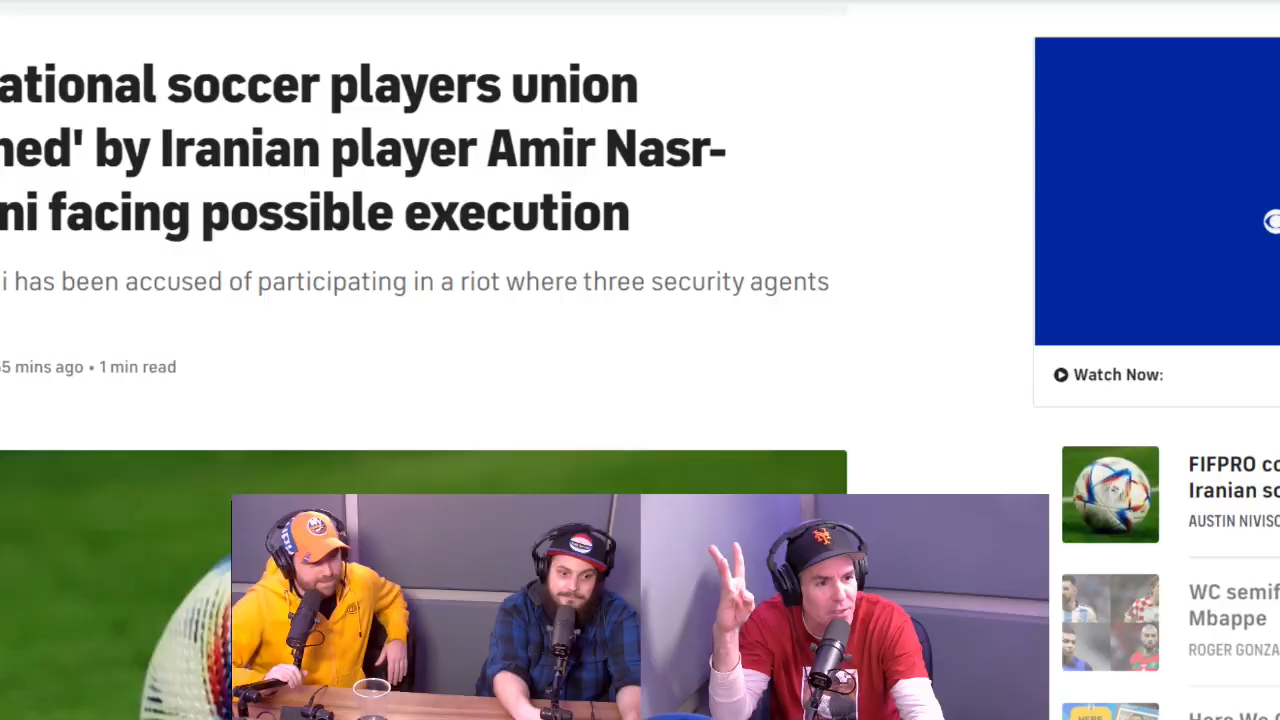 ational soccer players union
ned' by Iranian player Amir Nasr-
ni facing possible execution
i has been accused of participating in a riot where three security agents
5 mins ago • 1 min read
Watch Now:
FIFPRO co
Iranian so
AUSTIN NIVISO
WC semif
Mbappe
ROGER GONZA